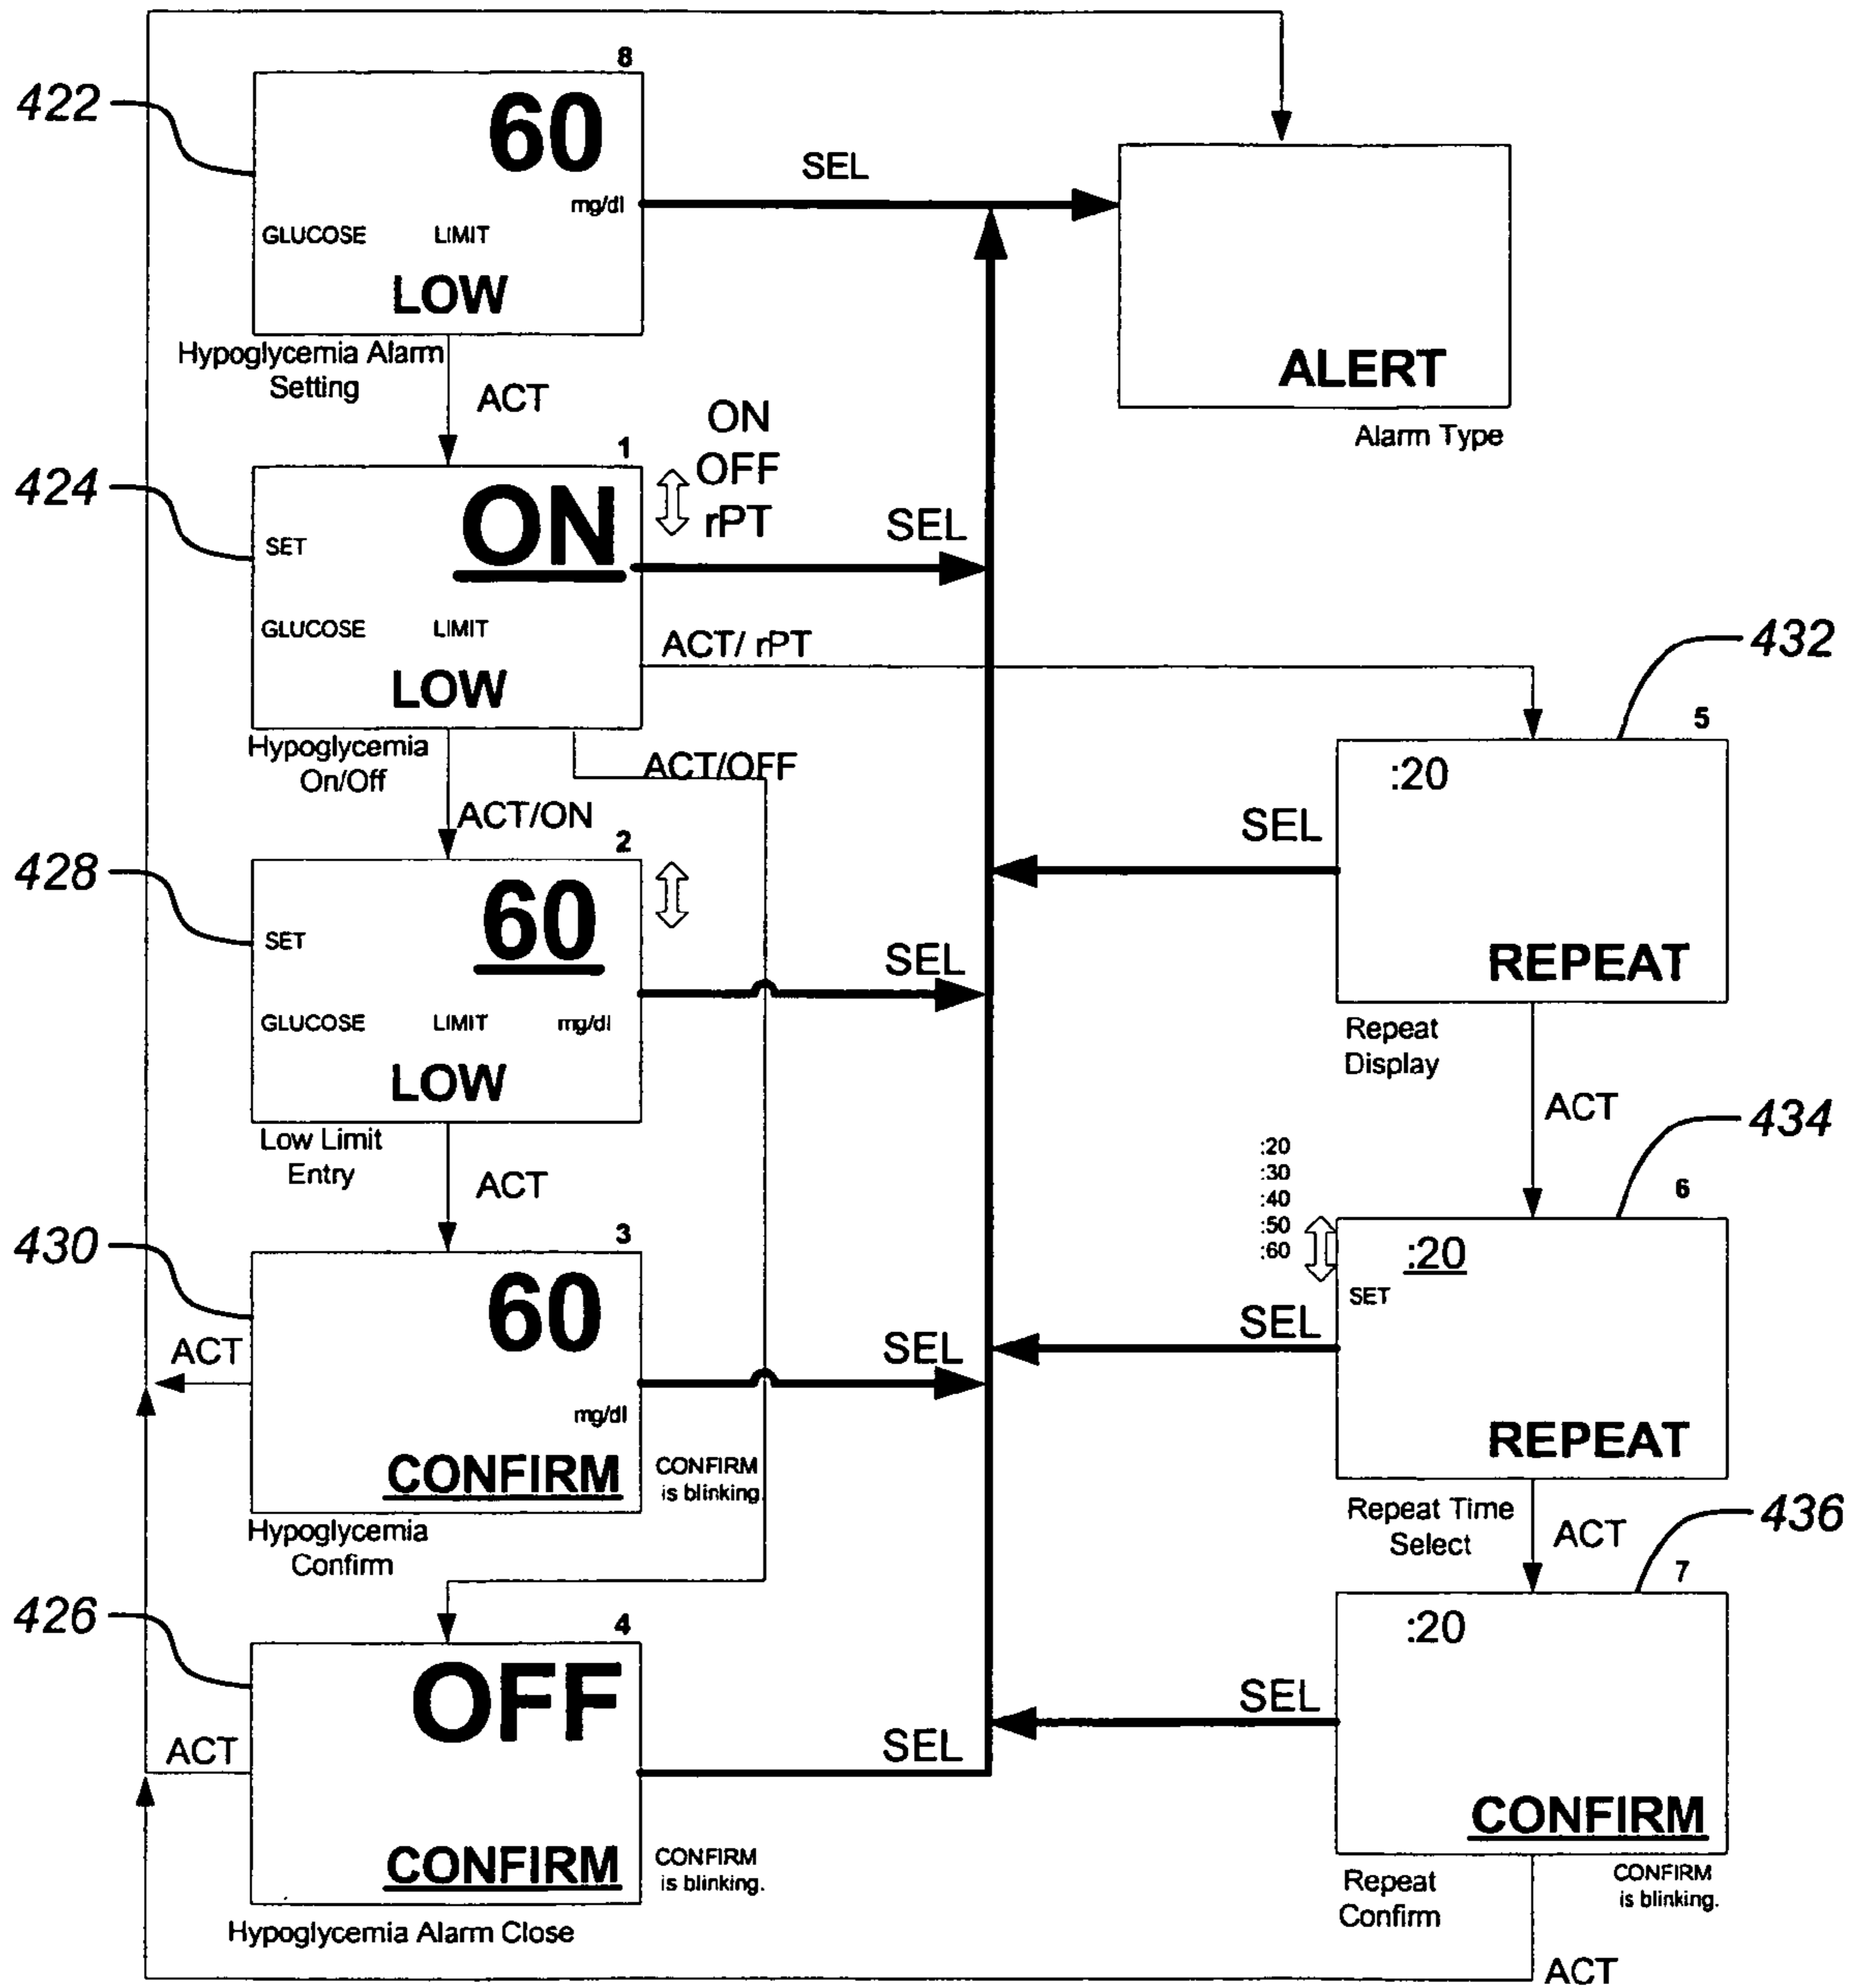 8
422
60
mg/dl
GLUCOSE LIMIT
LOW
Hypoglycemia Alarm
Setting
SEL
ALERT
Alarm Type
ACT
ON
OFF
rPT
1
424
SET
ON
GLUCOSE LIMIT
LOW
Hypoglycemia
On/Off
SEL
ACT/ rPT
432
ACT/OFF
ACT/ON
5
:20
REPEAT
Repeat
Display
SEL
2
428
SET
60
GLUCOSE LIMIT mg/dl
LOW
Low Limit
Entry
SEL
ACT
ACT
434
:20
:30
:40
:50
:60
6
:20
SET
REPEAT
Repeat Time
Select
SEL
3
430
60
mg/dl
CONFIRM
CONFIRM
is blinking.
Hypoglycemia
Confirm
ACT
SEL
ACT
436
7
:20
CONFIRM
Repeat
Confirm
CONFIRM
is blinking.
SEL
4
426
OFF
CONFIRM
CONFIRM
is blinking.
Hypoglycemia Alarm Close
ACT
SEL
ACT